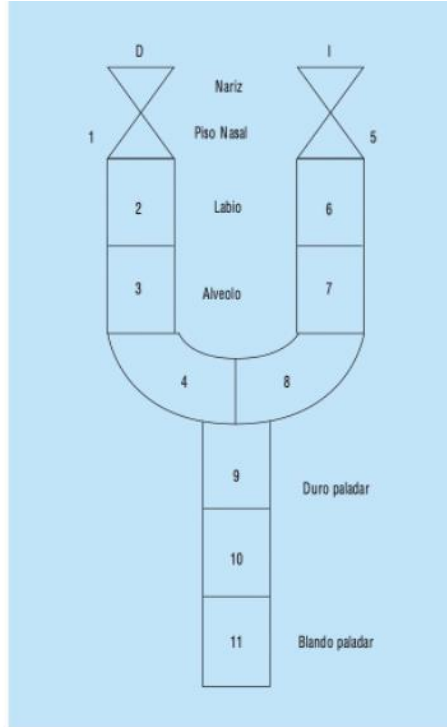 D I
Nariz
1 Piso Nasal 5
2 Labio 6
3 Alveolo 7
4 8
9
Duro paladar
10
11 Blando paladar